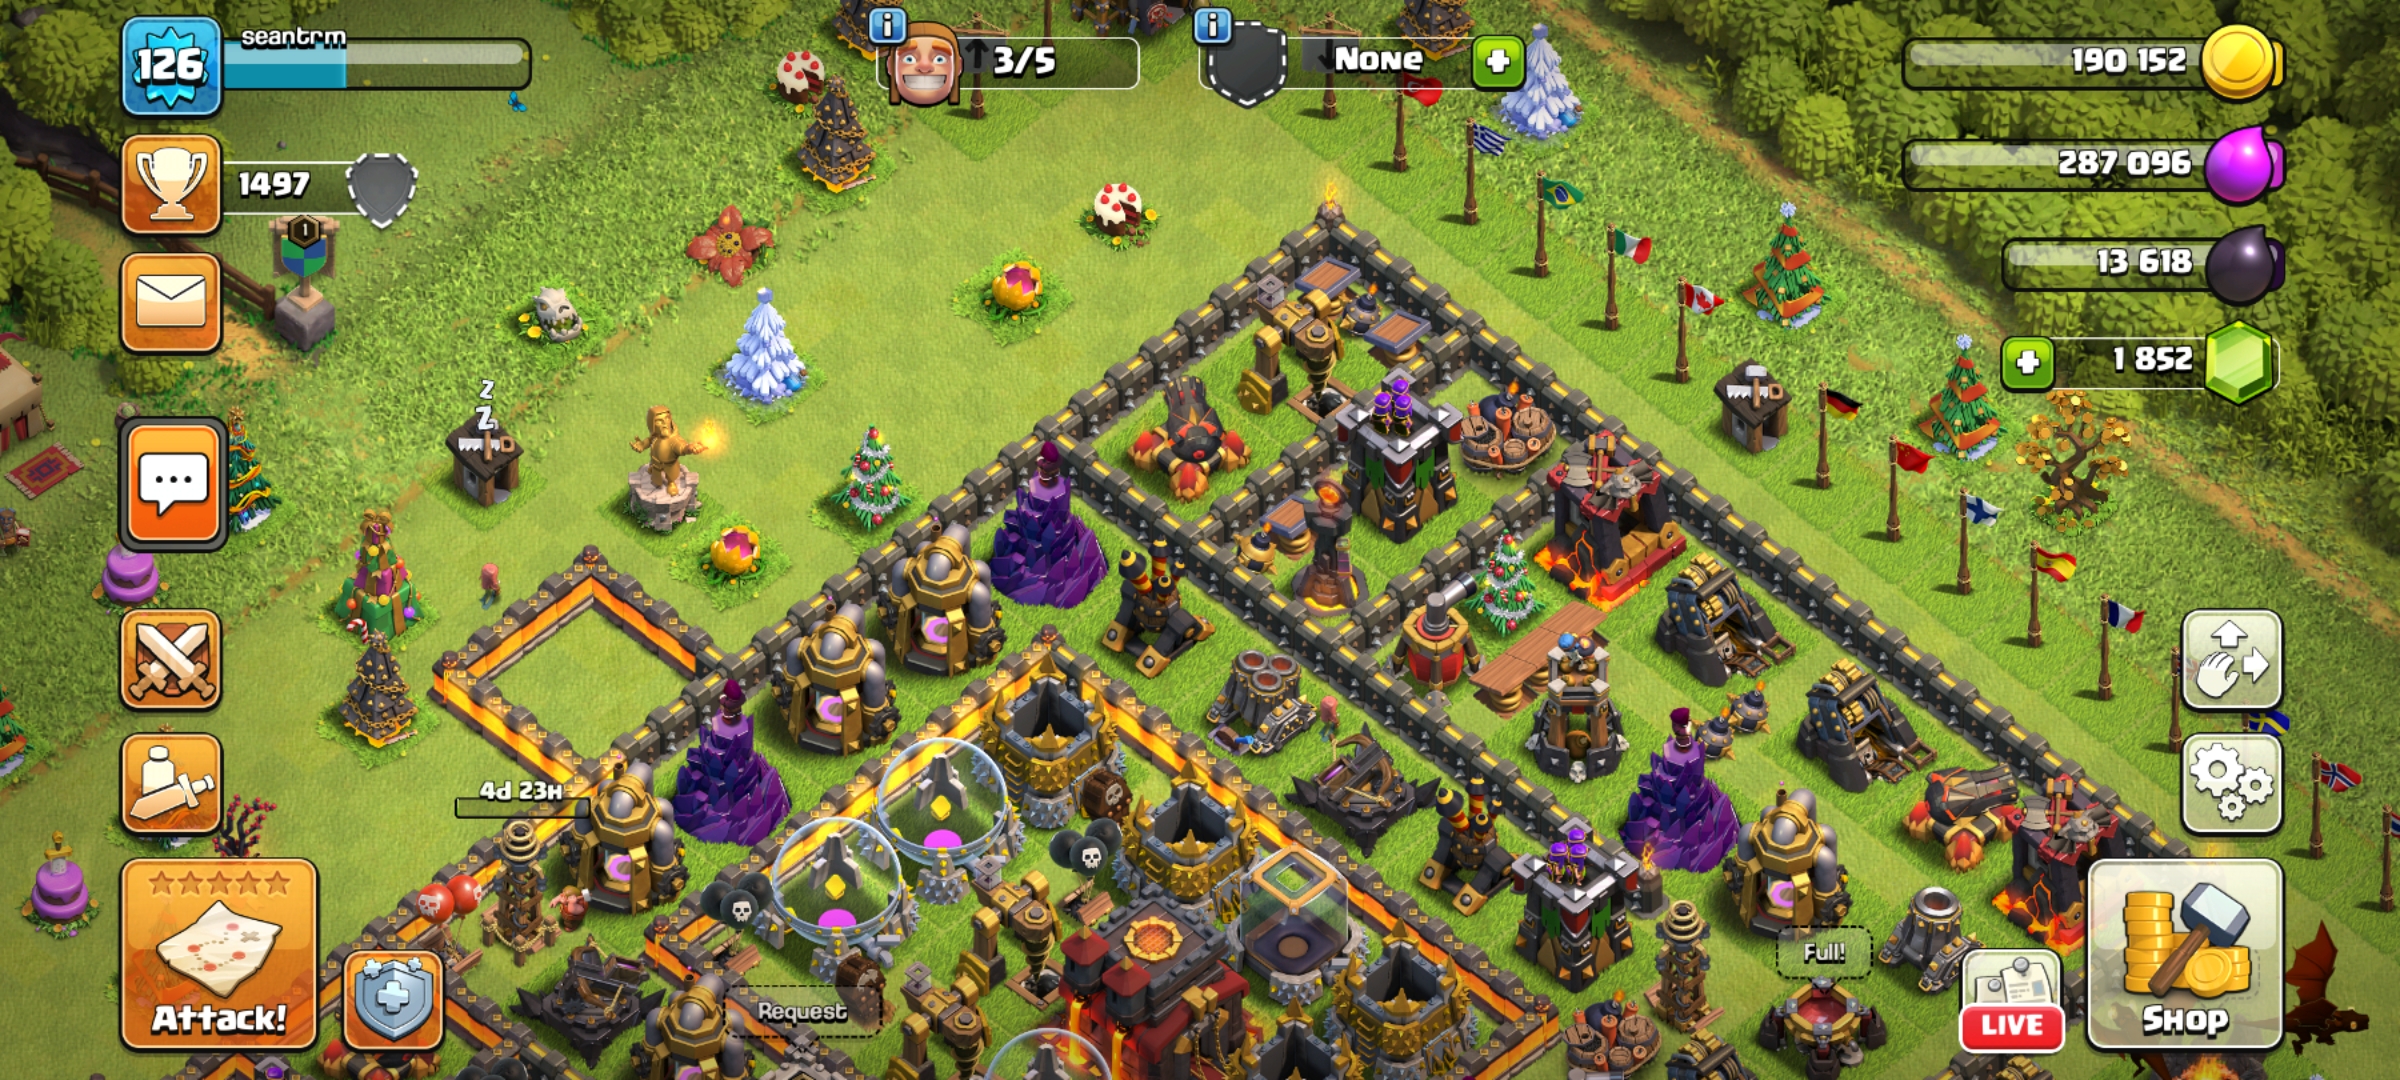 126
seantrm
3/5
None
190 152
1497
287 096
1
13 618
1 852
z
Z
4d 23H
Full!
Request
Attack!
LIVE
Shop